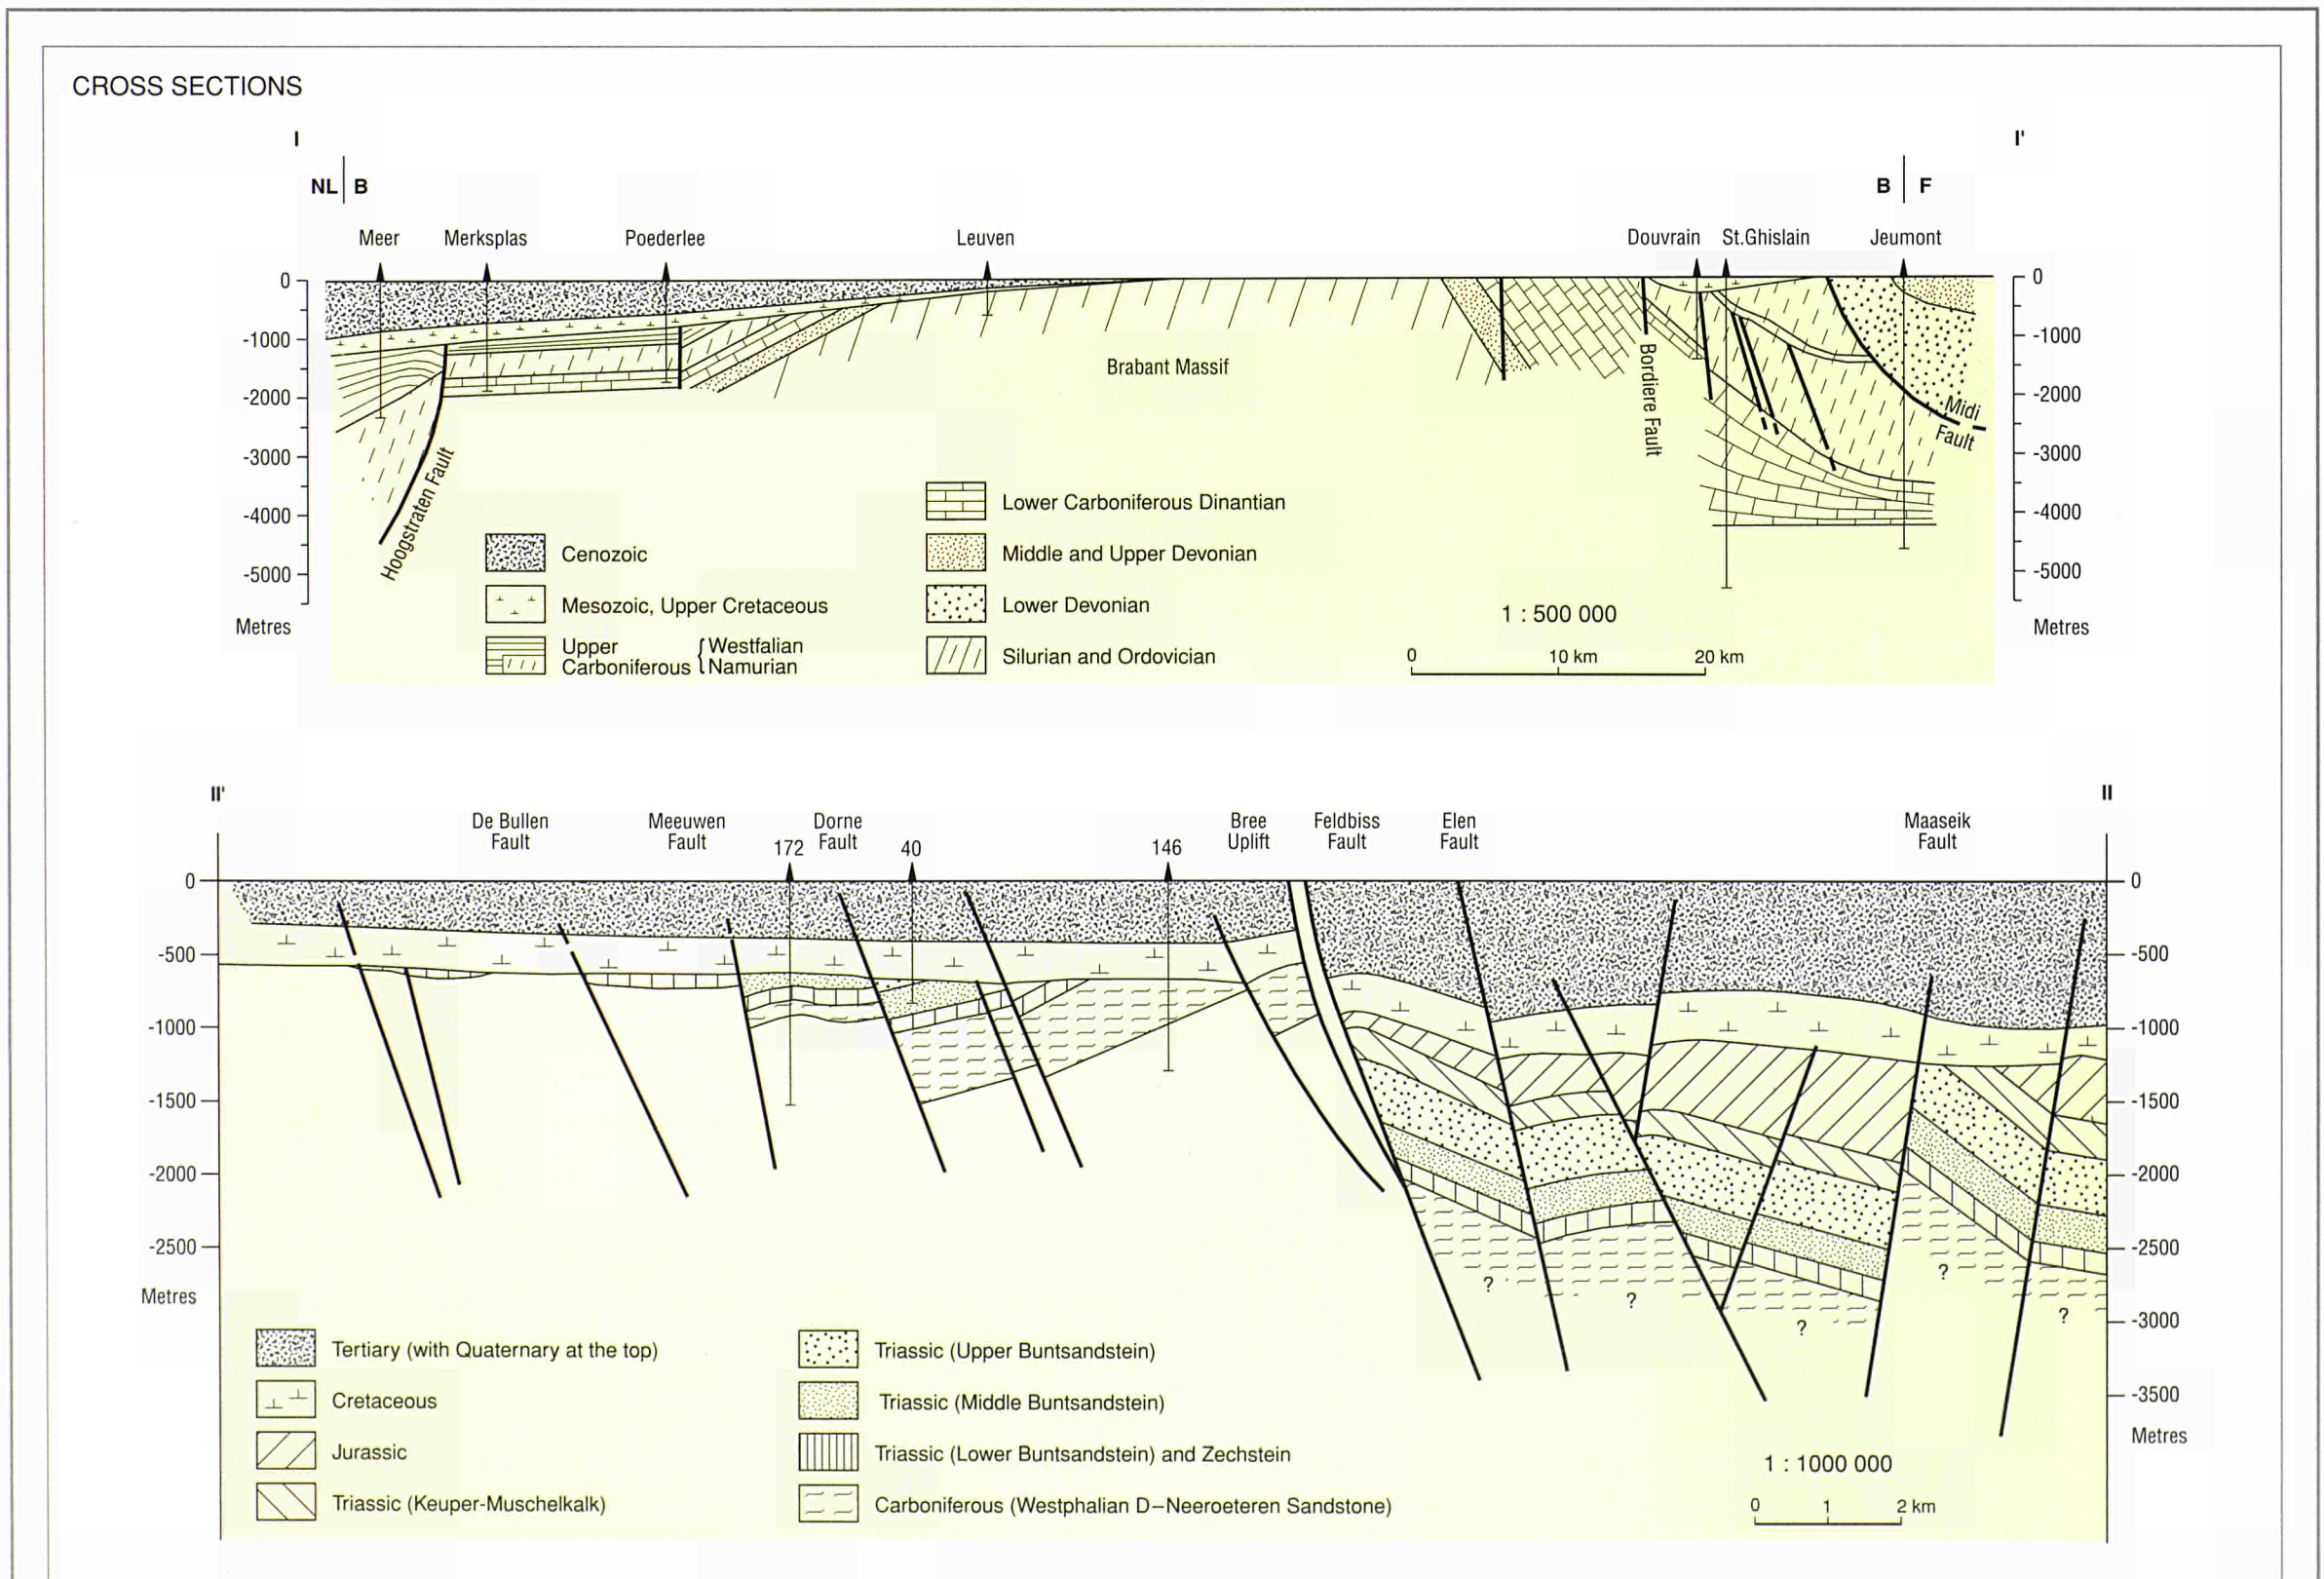 CROSS SECTIONS
I
I'
NL B
B F
Meer
Merksplas
Poederlee
Leuven
Douvrain
St.Ghislain
Jeumont
0
-1000
-2000
-3000
-4000
-5000
Metres
0
-1000
-2000
-3000
-4000
-5000
Metres
Brabant Massif
Hoogstraten Fault
Bordiere Fault
Midi
Fault
Cenozoic
Mesozoic, Upper Cretaceous
Upper
Carboniferous
{ Westfalian
Namurian
Lower Carboniferous Dinantian
Middle and Upper Devonian
Lower Devonian
Silurian and Ordovician
1 : 500 000
0 10 km 20 km
II'
II
De Bullen
Fault
Meeuwen
Fault
172
Dorne
Fault
40
146
Bree
Uplift
Feldbiss
Fault
Elen
Fault
Maaseik
Fault
0
-500
-1000
-1500
-2000
-2500
Metres
0
-500
-1000
-1500
-2000
-2500
-3000
-3500
Metres
?
?
?
?
?
Tertiary (with Quaternary at the top)
Cretaceous
Jurassic
Triassic (Keuper-Muschelkalk)
Triassic (Upper Buntsandstein)
Triassic (Middle Buntsandstein)
Triassic (Lower Buntsandstein) and Zechstein
Carboniferous (Westphalian D–Neeroeteren Sandstone)
1 : 1000 000
0 1 2 km